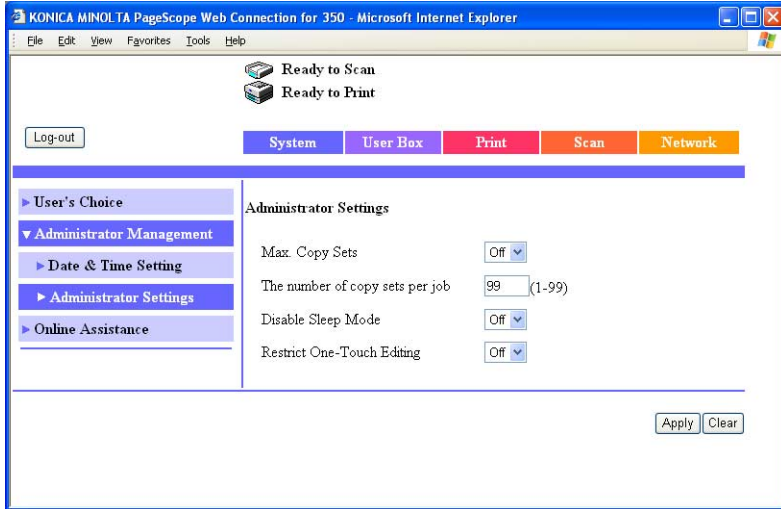 KONICA MINOLTA PageScope Web Connection for 350 - Microsoft Internet Explorer
File Edit View Favorites Tools Help
Ready to Scan
Ready to Print
Log-out
System User Box Print Scan Network
User's Choice
Administrator Management
Date & Time Setting
Administrator Settings
Online Assistance
Administrator Settings
Max. Copy Sets Off
The number of copy sets per job 99 (1-99)
Disable Sleep Mode Off
Restrict One-Touch Editing Off
Apply Clear